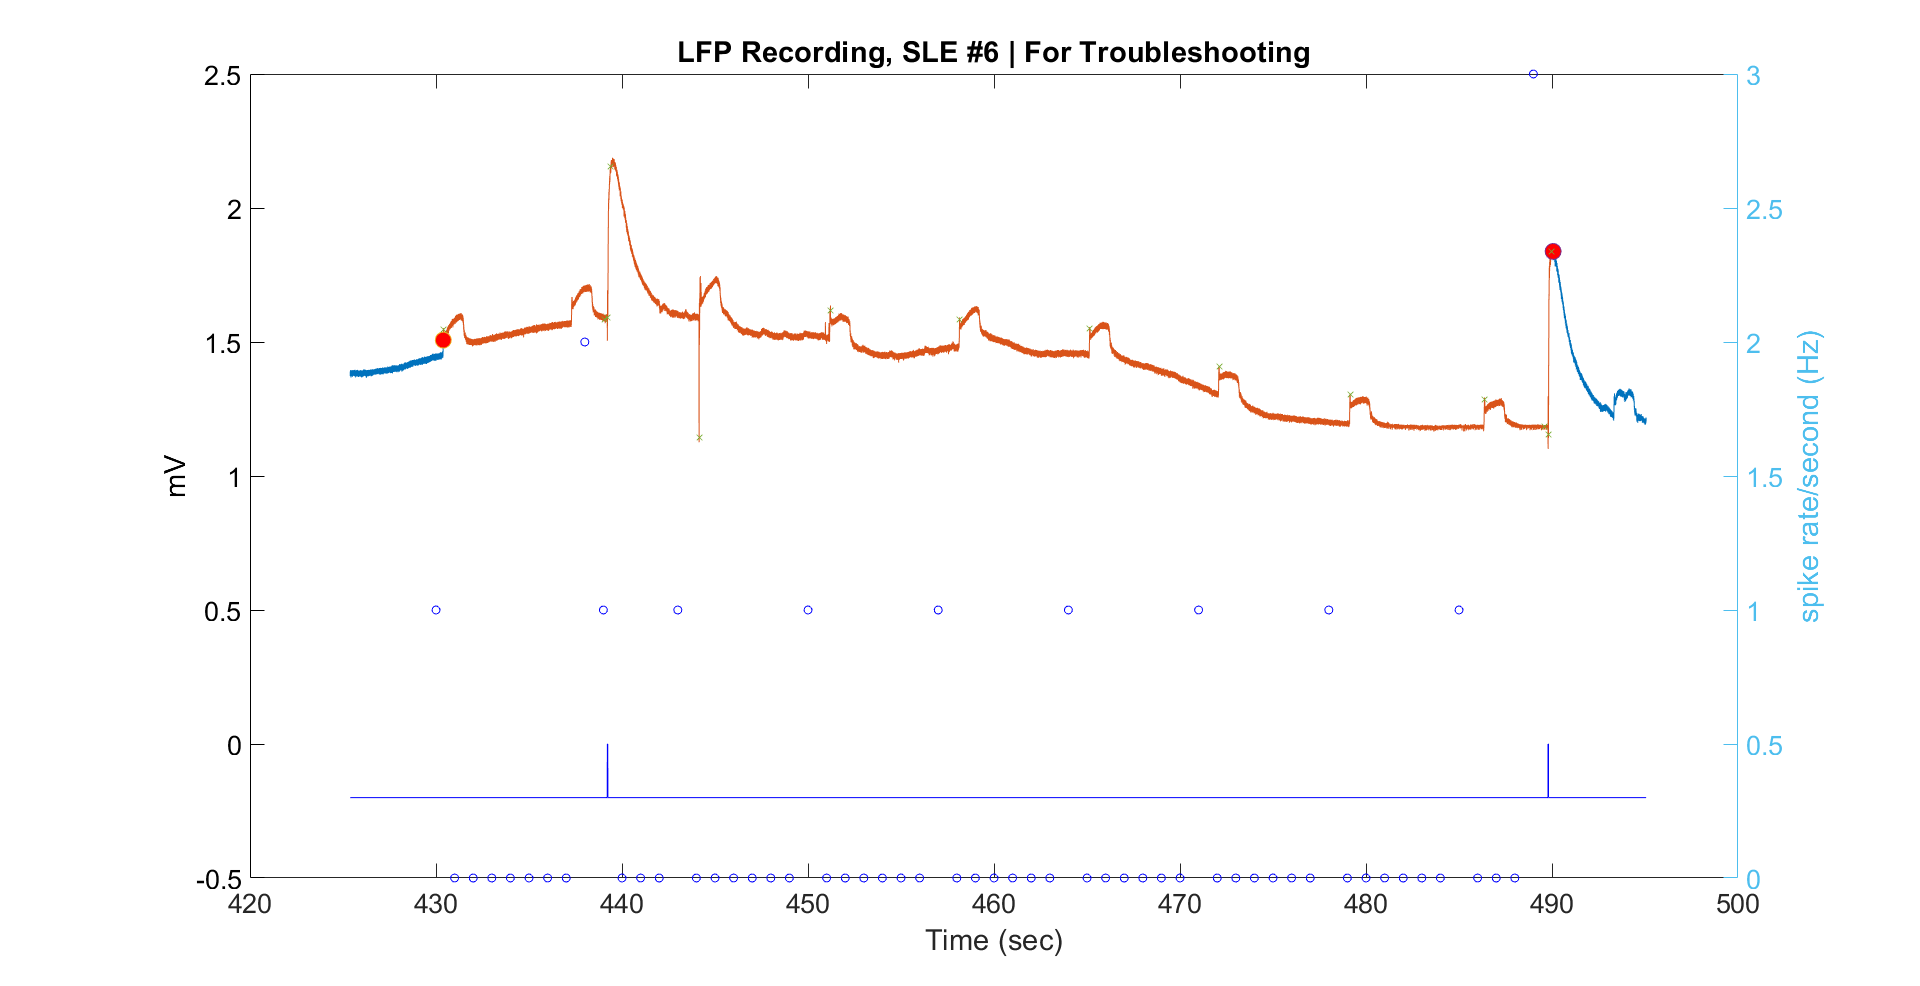 LFP Recording, SLE #6 | For Troubleshooting
2.5
2
1.5
1
0.5
0
-0.5
mV
3
2.5
2
1.5
1
0.5
0
spike rate/second (Hz)
420 430 440 450 460 470 480 490 500
Time (sec)